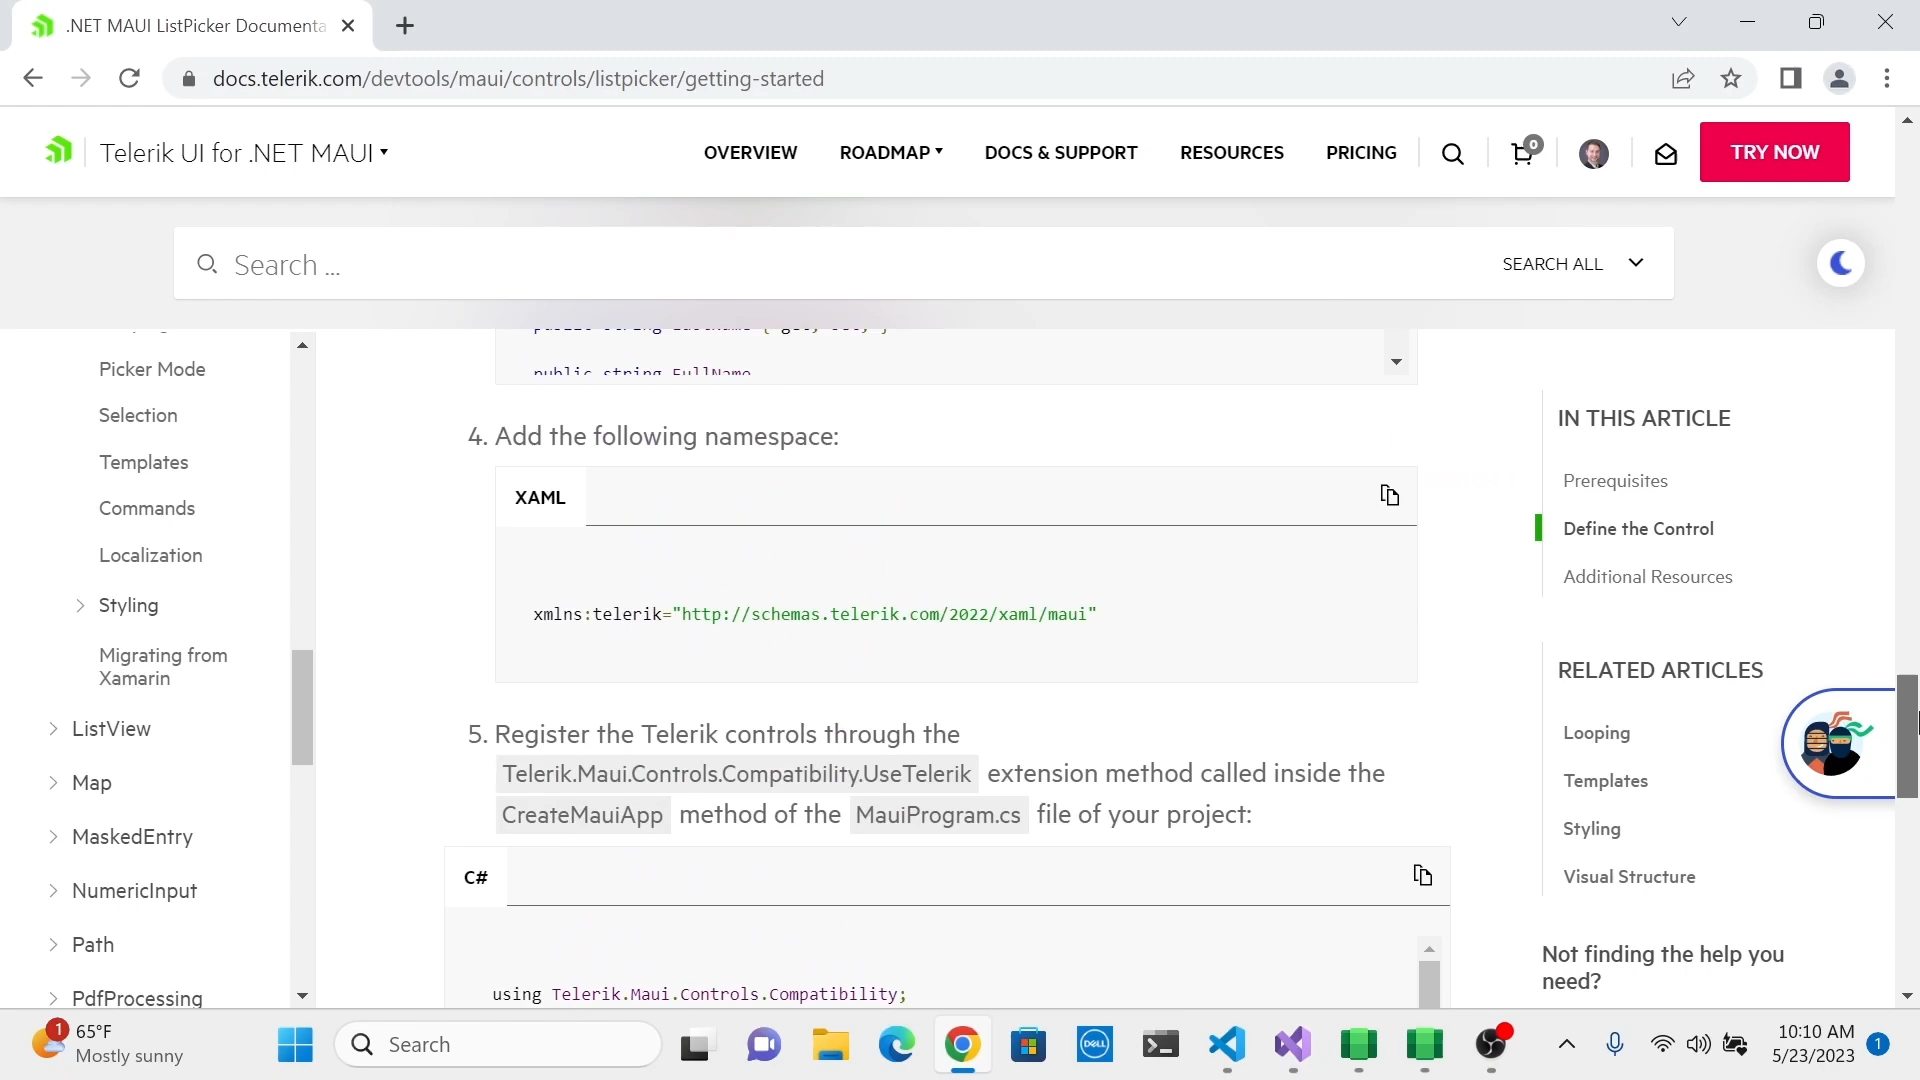 .NET MAUI ListPicker Documenta
docs.telerik.com/devtools/maui/controls/listpicker/getting-started
Telerik UI for .NET MAUI
OVERVIEW
ROADMAP
DOCS & SUPPORT
RESOURCES
PRICING
0
TRY NOW
Search ...
SEARCH ALL
Picker Mode
Selection
Templates
Commands
Localization
Styling
Migrating from
Xamarin
ListView
Map
MaskedEntry
NumericInput
Path
PdfProcessing
public string FullName
4. Add the following namespace:
XAML
xmlns:telerik="http://schemas.telerik.com/2022/xaml/maui"
5. Register the Telerik controls through the
Telerik.Maui.Controls.Compatibility.UseTelerik extension method called inside the
CreateMauiApp method of the MauiProgram.cs file of your project:
C#
using Telerik.Maui.Controls.Compatibility;
IN THIS ARTICLE
Prerequisites
Define the Control
Additional Resources
RELATED ARTICLES
Looping
Templates
Styling
Visual Structure
Not finding the help you
need?
1
65°F
Mostly sunny
Search
DELL
10:10 AM
5/23/2023
1